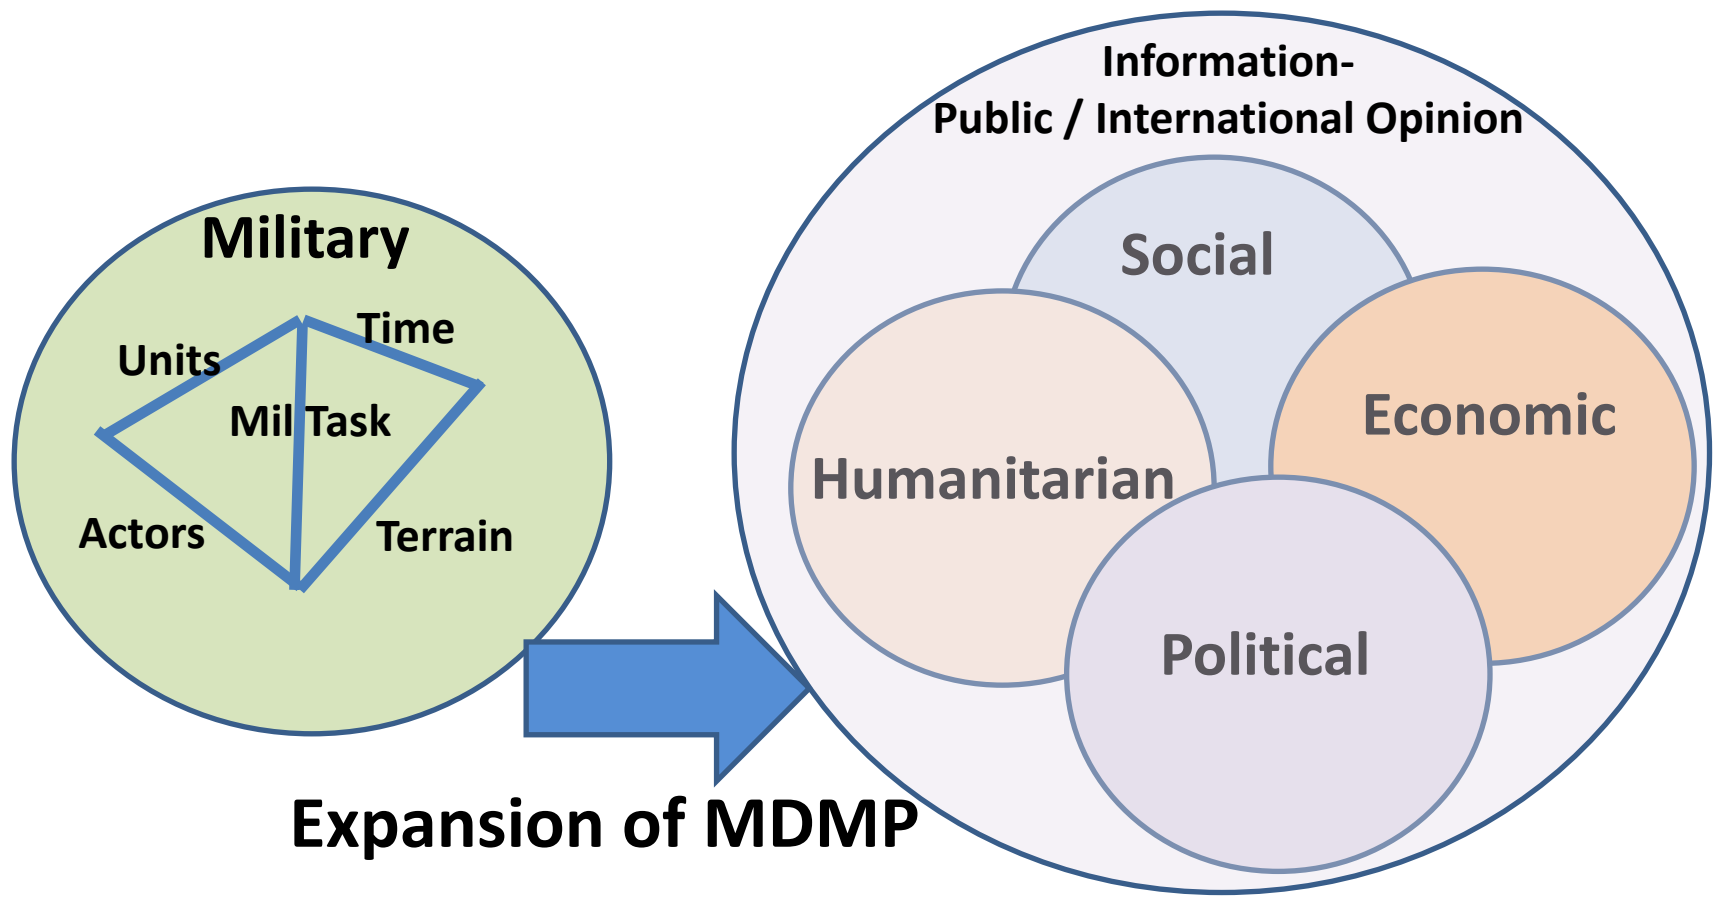 Military
Units
Time
Mil Task
Actors
Terrain
Expansion of MDMP
Information-
Public / International Opinion
Social
Economic
Humanitarian
Political